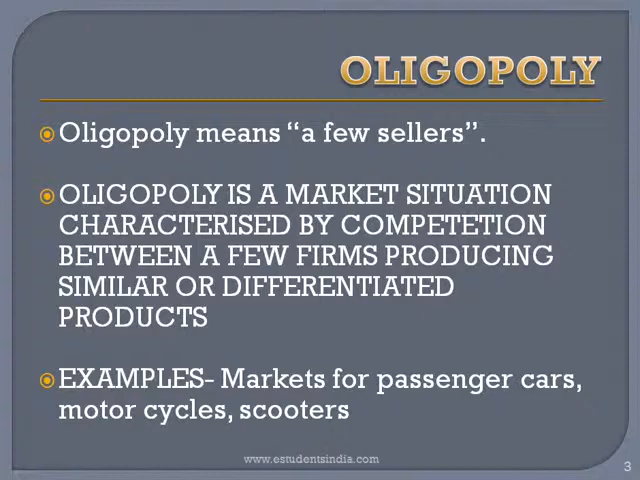 OLIGOPOLY
Oligopoly means “a few sellers”.
OLIGOPOLY IS A MARKET SITUATION
CHARACTERISED BY COMPETETION
BETWEEN A FEW FIRMS PRODUCING
SIMILAR OR DIFFERENTIATED
PRODUCTS
EXAMPLES- Markets for passenger cars,
motor cycles, scooters
www.estudentsindia.com
3